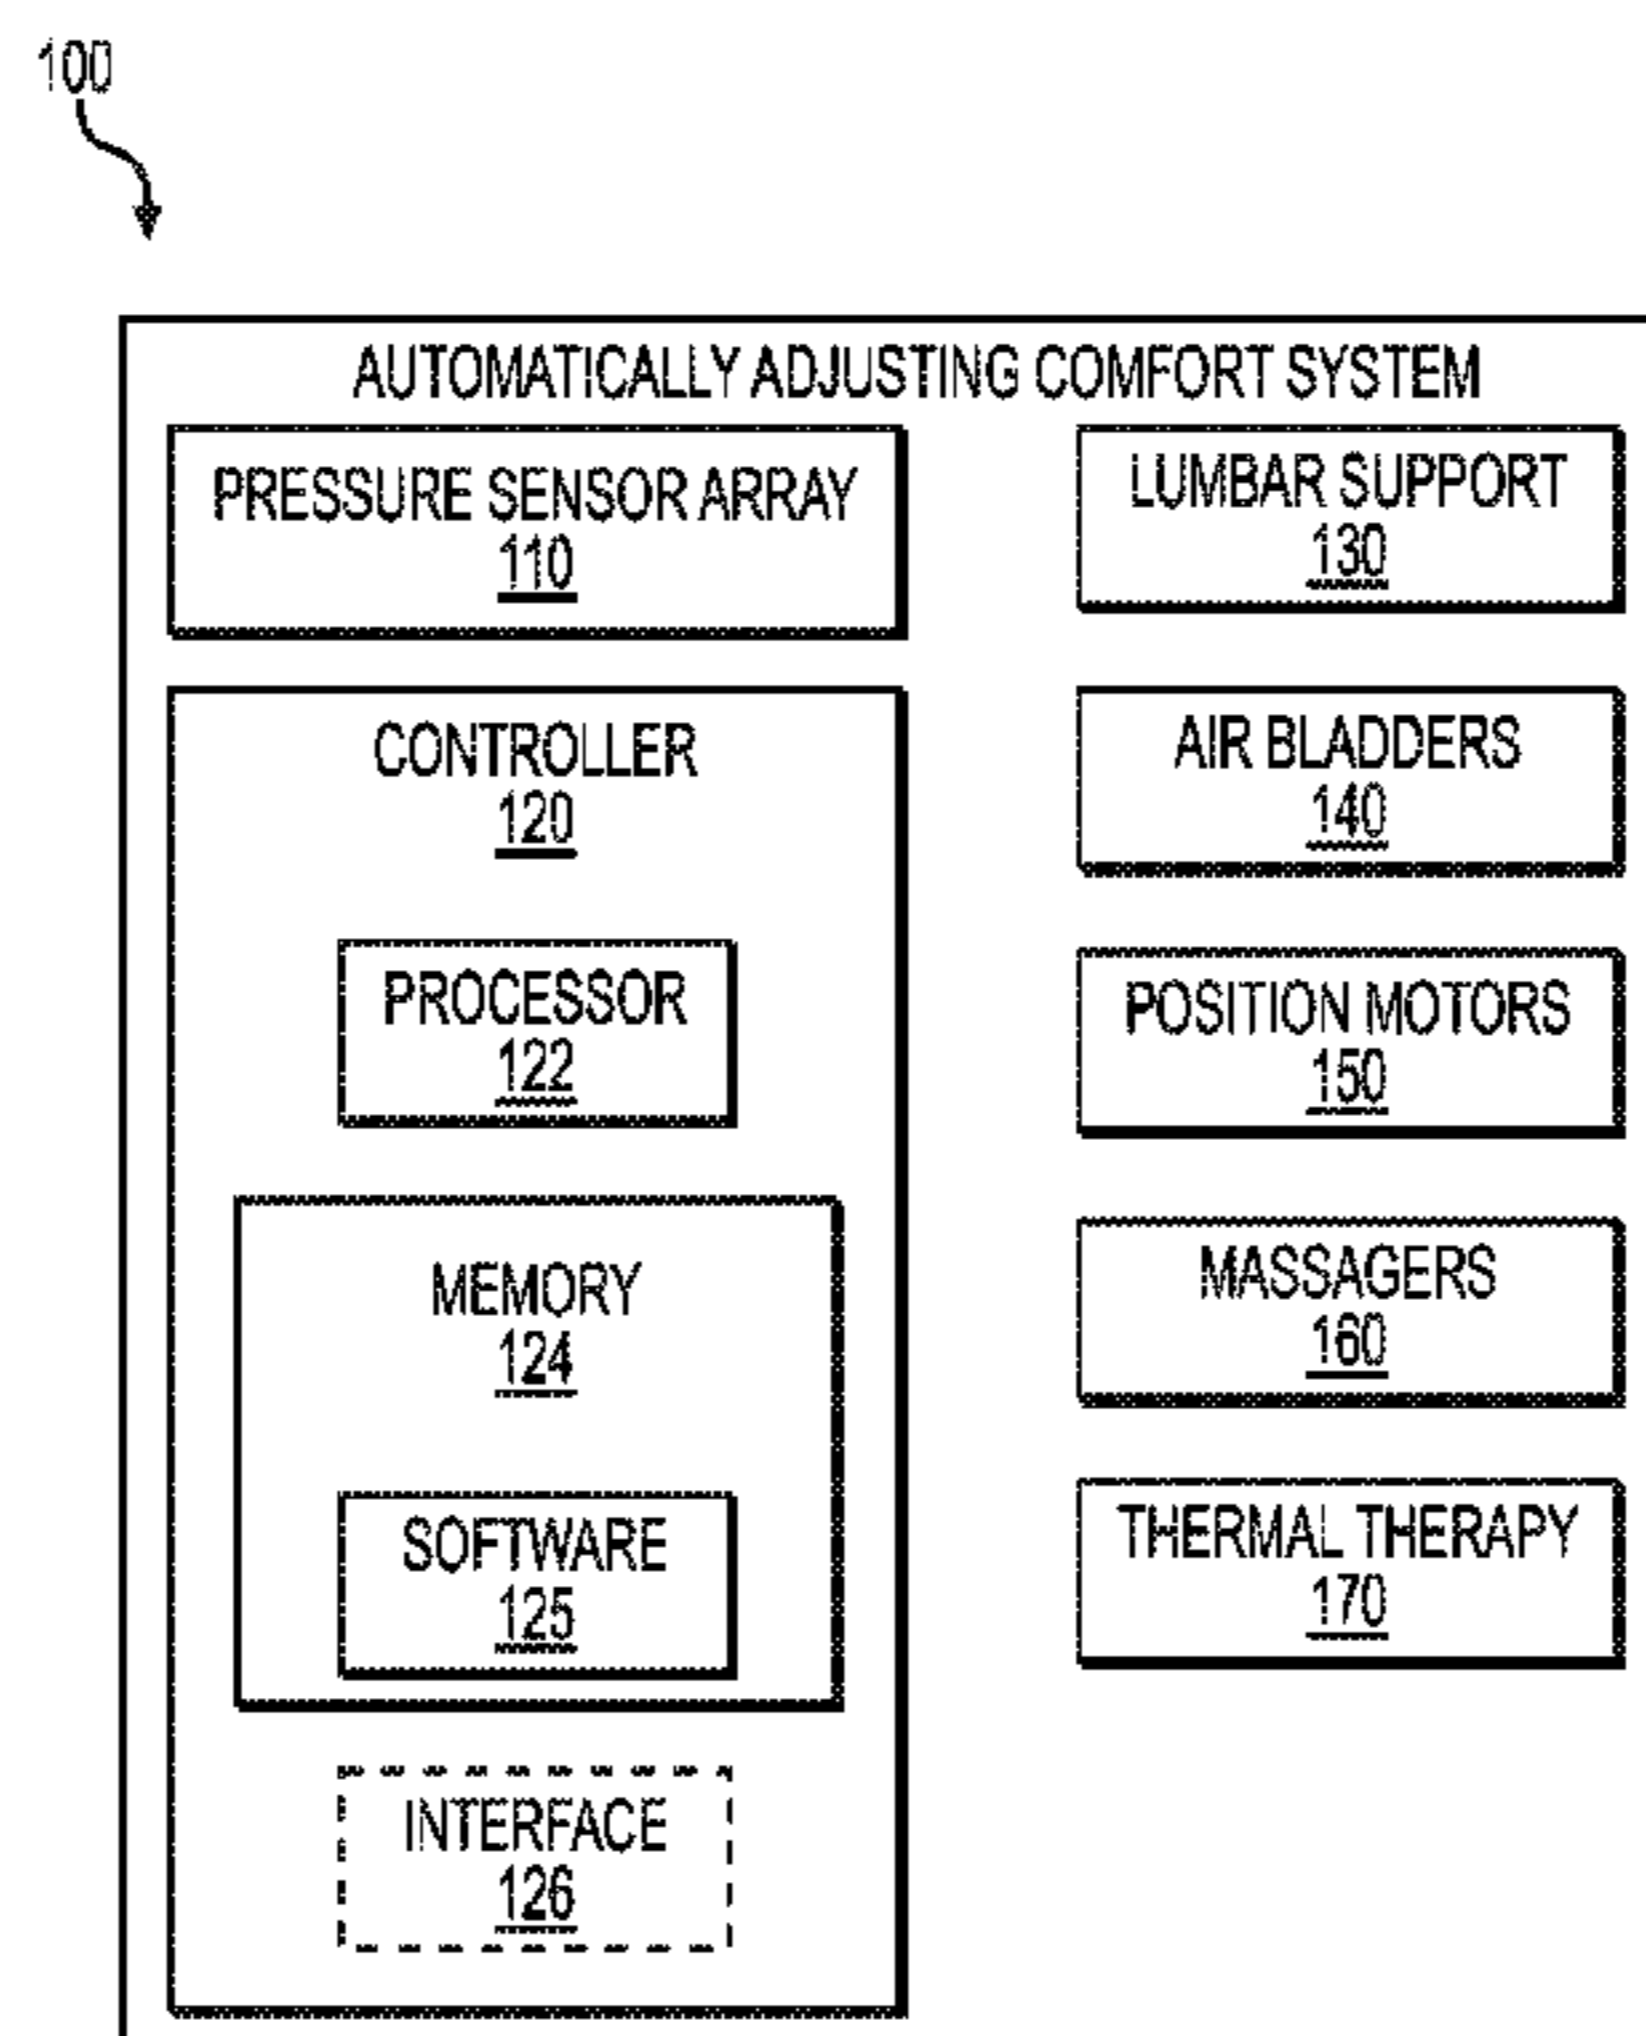 100
AUTOMATICALLY ADJUSTING COMFORT SYSTEM
PRESSURE SENSOR ARRAY
110
CONTROLLER
120
PROCESSOR
122
MEMORY
124
SOFTWARE
125
INTERFACE
126
LUMBAR SUPPORT
130
AIR BLADDERS
140
POSITION MOTORS
150
MASSAGERS
160
THERMAL THERAPY
170